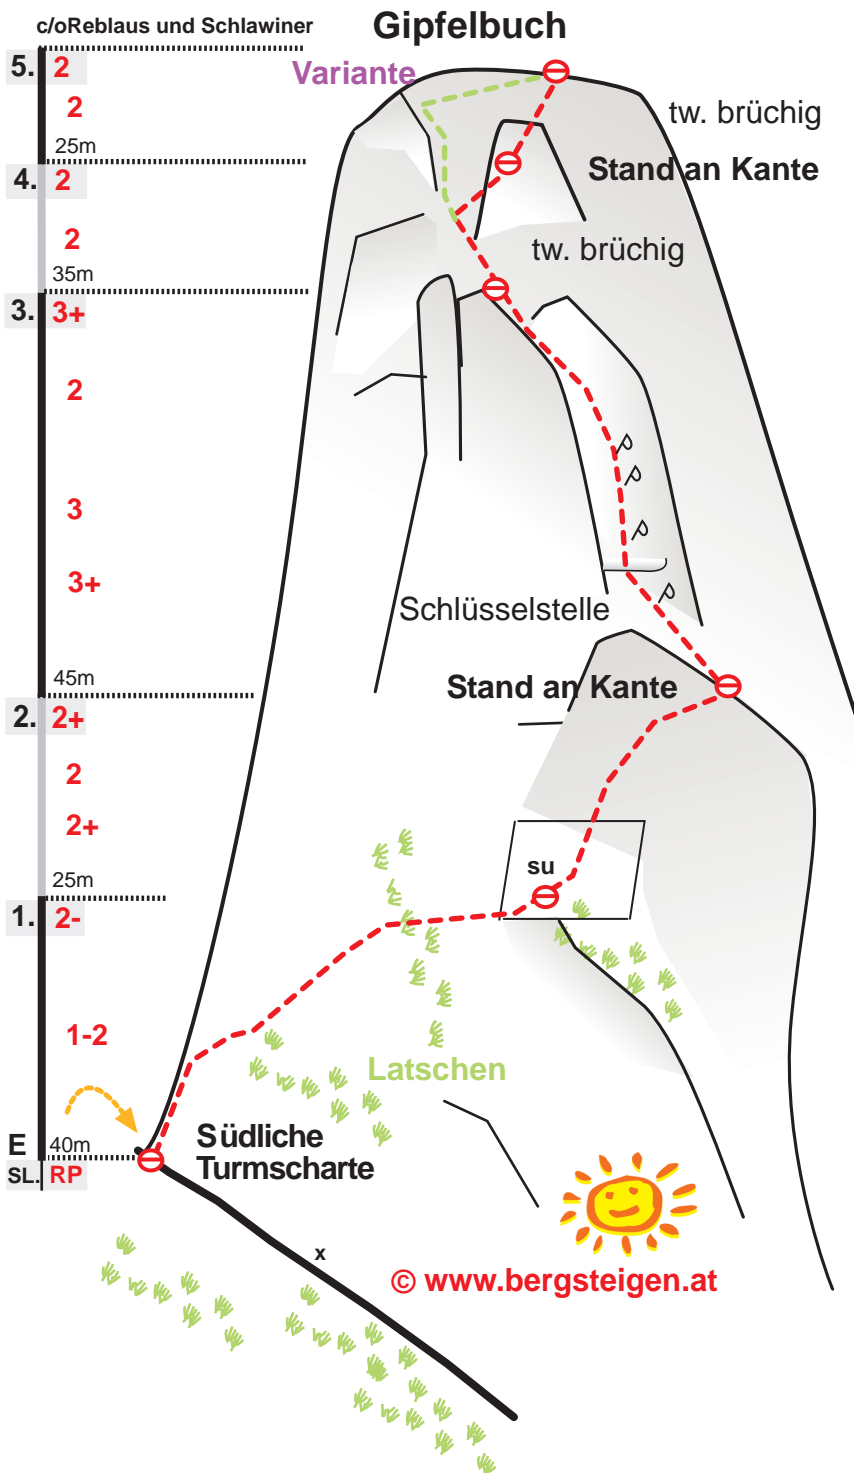 c/oReblaus und Schlawiner
Gipfelbuch
5. 2
Variante
2
tw. brüchig
25m
4. 2
Stand an Kante
2
tw. brüchig
35m
3. 3+
2
3
3+
Schlüsselstelle
45m
Stand an Kante
2. 2+
2
2+
su
25m
1. 2-
1-2
Latschen
E 40m
Südliche
Turmscharte
SL. RP
x
© www.bergsteigen.at